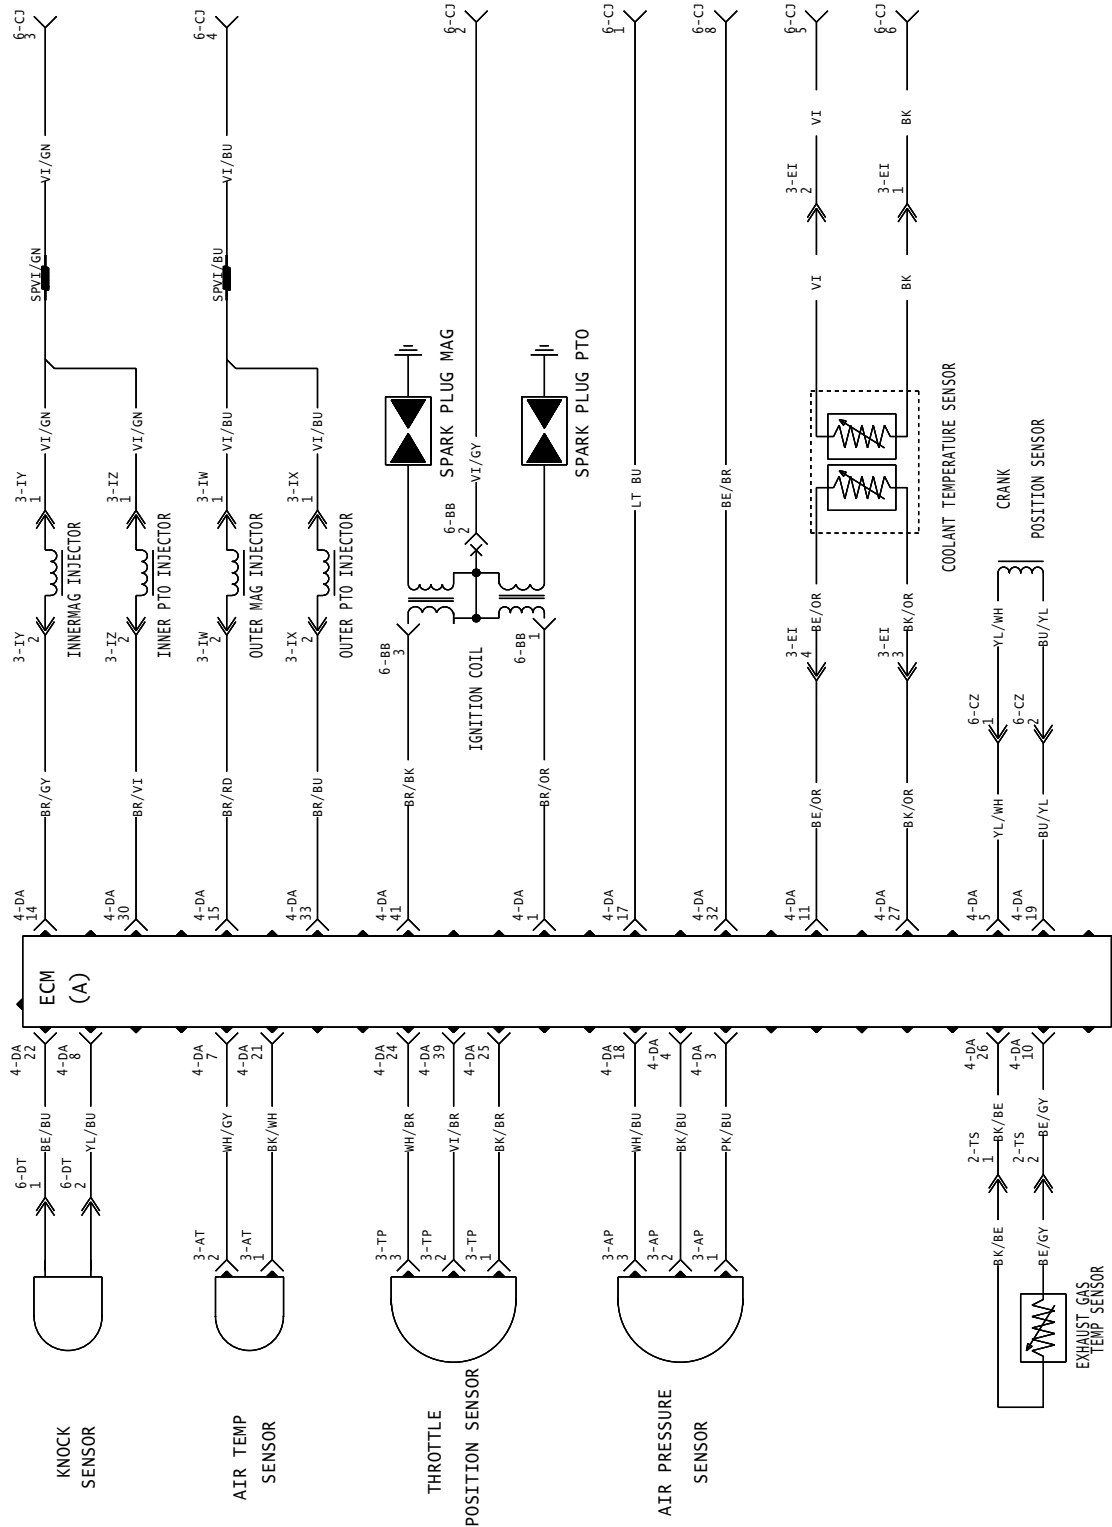 KNOCK
SENSOR
6-DT
1
BE/BU
4-DA
22
6-DT
2
YL/BU
4-DA
8
ECM
(A)
4-DA
14
BR/GY
3-IY
2
INNERMAG INJECTOR
3-IY
1
VI/GN
SPVI/GN
VI/GN
6-CJ
3
4-DA
30
BR/VI
3-IZ
2
INNER PTO INJECTOR
3-IZ
1
VI/GN
AIR TEMP
SENSOR
3-AT
2
WH/GY
4-DA
7
3-AT
1
BK/WH
4-DA
21
4-DA
15
BR/RD
3-IW
2
OUTER MAG INJECTOR
3-IW
1
VI/BU
SPVI/BU
VI/BU
6-CJ
4
4-DA
33
BR/BU
3-IX
2
OUTER PTO INJECTOR
3-IX
1
VI/BU
THROTTLE
POSITION SENSOR
3-TP
3
WH/BR
4-DA
24
3-TP
2
VI/BR
4-DA
39
3-TP
1
BK/BR
4-DA
25
4-DA
41
BR/BK
6-BB
3
SPARK PLUG MAG
IGNITION COIL
6-BB
2
VI/GY
6-CJ
2
4-DA
1
BR/OR
6-BB
1
SPARK PLUG PTO
AIR PRESSURE
SENSOR
3-AP
3
WH/BU
4-DA
18
3-AP
2
BK/BU
4-DA
4
3-AP
1
PK/BU
4-DA
3
4-DA
17
LT BU
6-CJ
1
4-DA
32
BE/BR
6-CJ
8
4-DA
11
BE/OR
3-EI
4
BE/OR
VI
3-EI
2
VI
6-CJ
5
4-DA
27
BK/OR
3-EI
3
BK/OR
BK
3-EI
1
BK
6-CJ
6
COOLANT TEMPERATURE SENSOR
BK/BE
2-TS
1
BK/BE
4-DA
26
BE/GY
2-TS
2
BE/GY
4-DA
10
EXHAUST GAS
TEMP SENSOR
4-DA
5
YL/WH
6-CZ
1
YL/WH
4-DA
19
BU/YL
6-CZ
2
BU/YL
CRANK
POSITION SENSOR